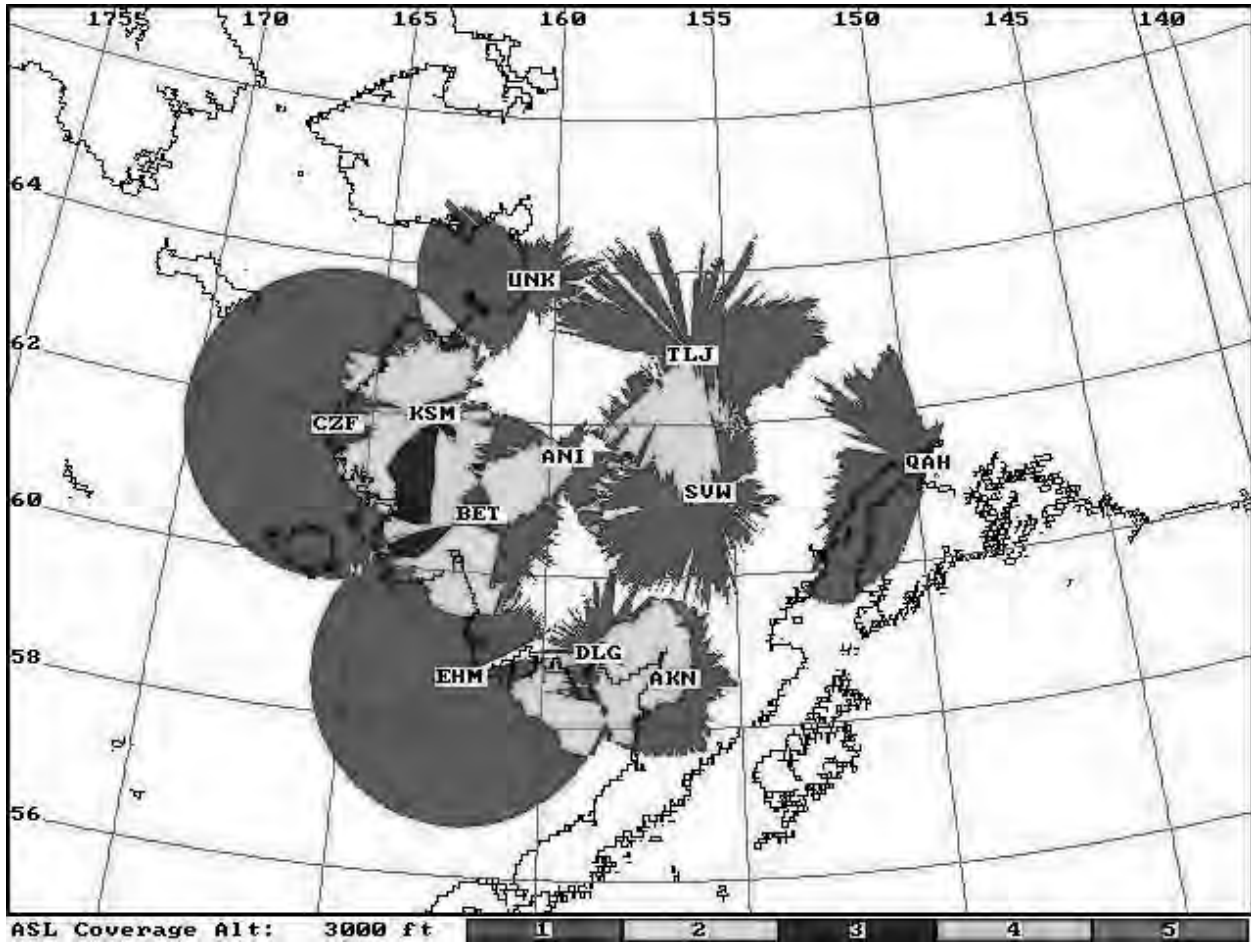 175 170 165 160 155 150 145 140
64
UNK
62
TLJ
KSM
CZF
ANI
QAH
60
SVW
BET
58
DLG
EHM
AKN
56
ASL Coverage Alt: 3000 ft 1 2 3 4 5